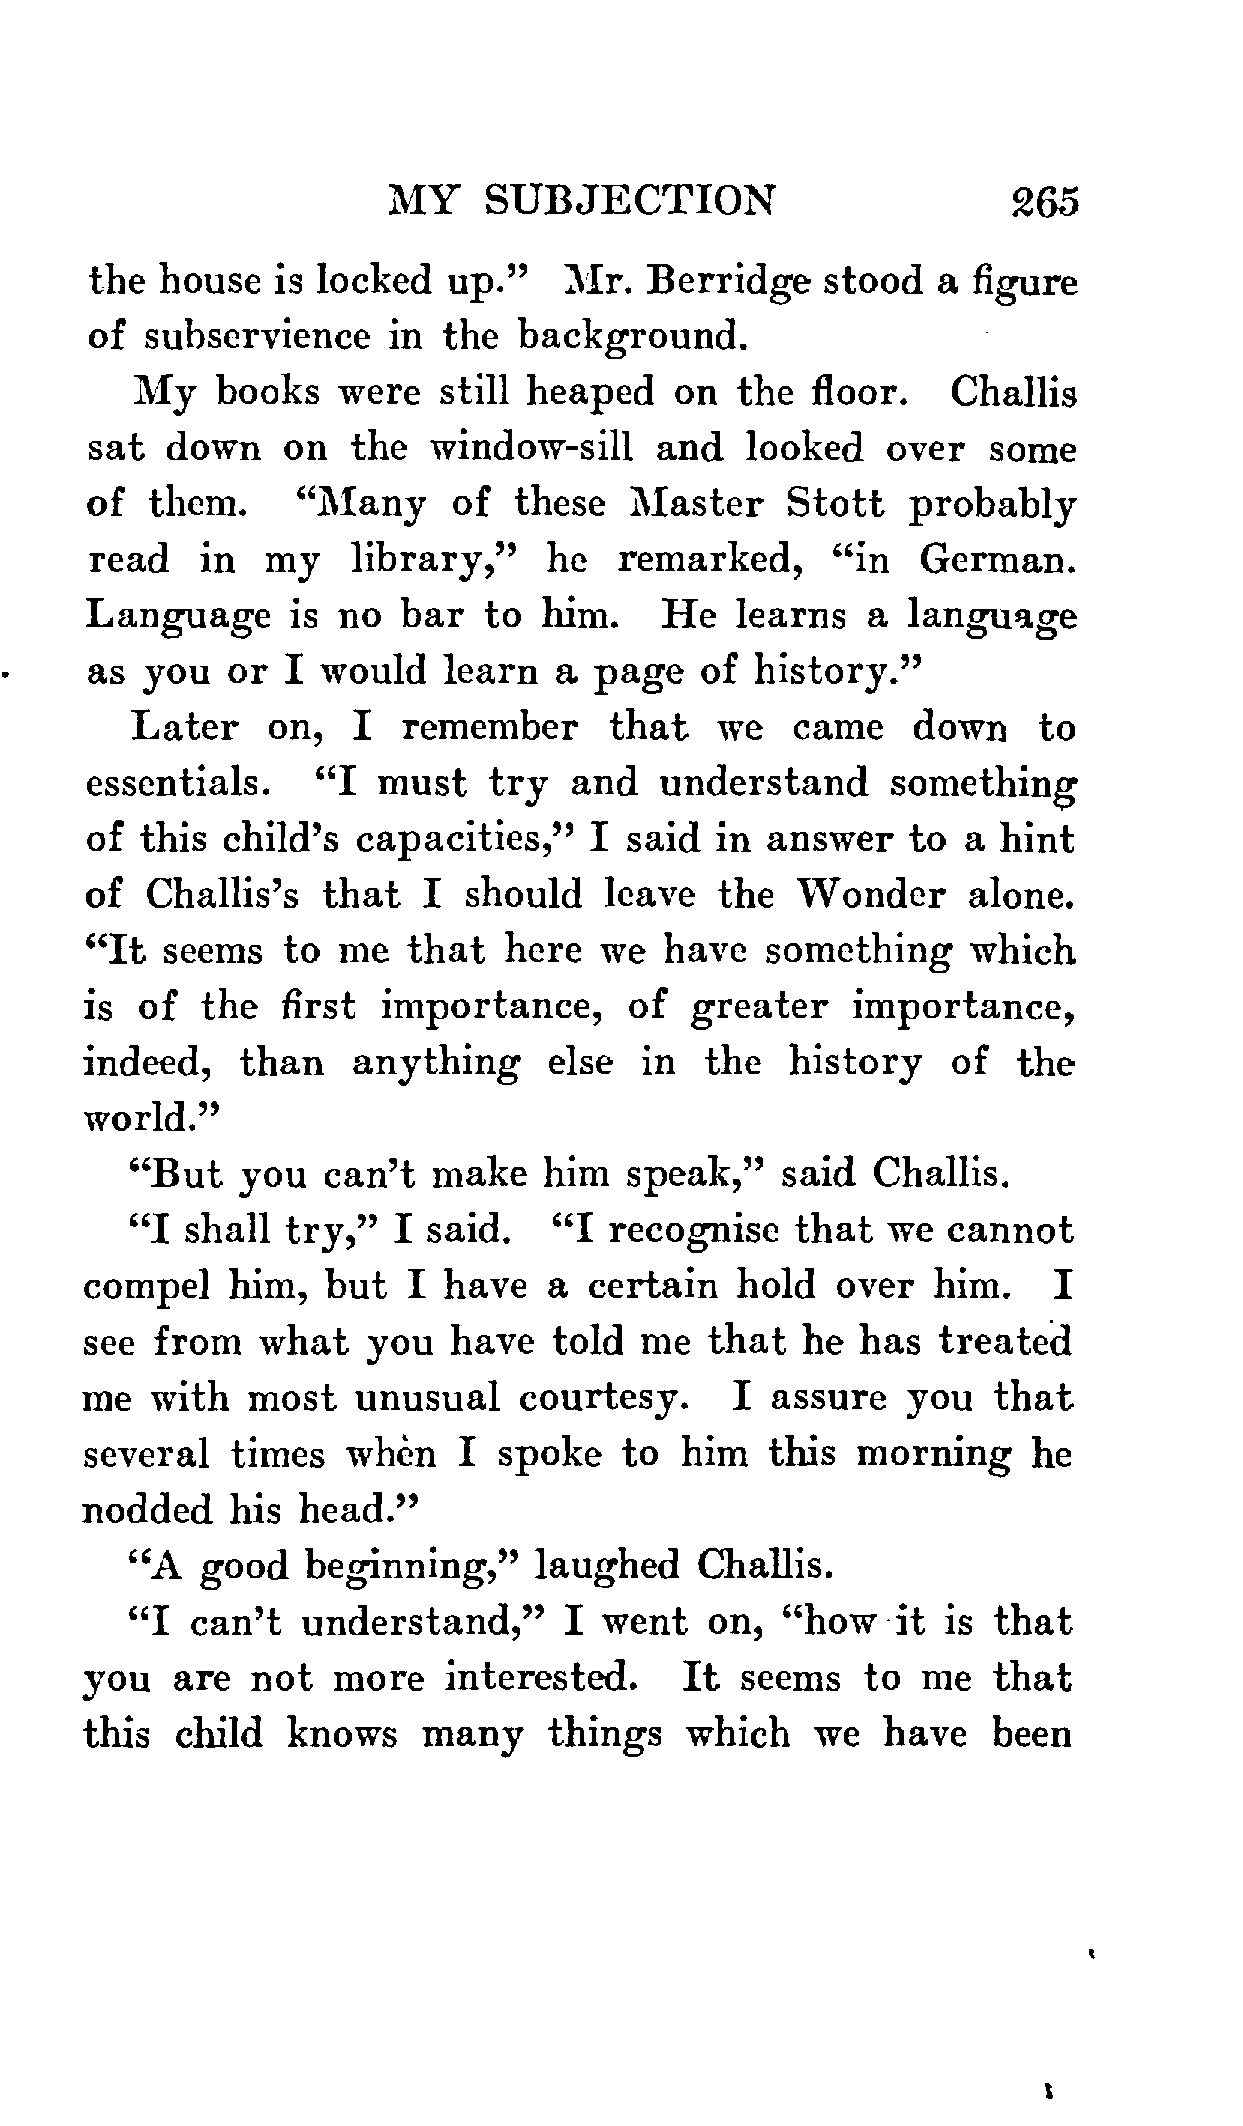 MY SUBJECTION 265
the house is locked up." Mr. Berridge stood a figure
of subservience in the background.
My books were still heaped on the floor. Challis
sat down on the window-sill and looked over some
of them. "Many of these Master Stott probably
read in my library," he remarked, "in German.
Language is no bar to him. He learns a language
as you or I would learn a page of history."
Later on, I remember that we came down to
essentials. "I must try and understand something
of this child's capacities," I said in answer to a hint
of Challis's that I should leave the Wonder alone.
"It seems to me that here we have something which
is of the first importance, of greater importance,
indeed, than anything else in the history of the
world."
"But you can't make him speak," said Challis.
"I shall try," I said. "I recognise that we cannot
compel him, but I have a certain hold over him. I
see from what you have told me that he has treated
me with most unusual courtesy. I assure you that
several times when I spoke to him this morning he
nodded his head."
"A good beginning," laughed Challis.
"I can't understand," I went on, "how it is that
you are not more interested. It seems to me that
this child knows many things which we have been